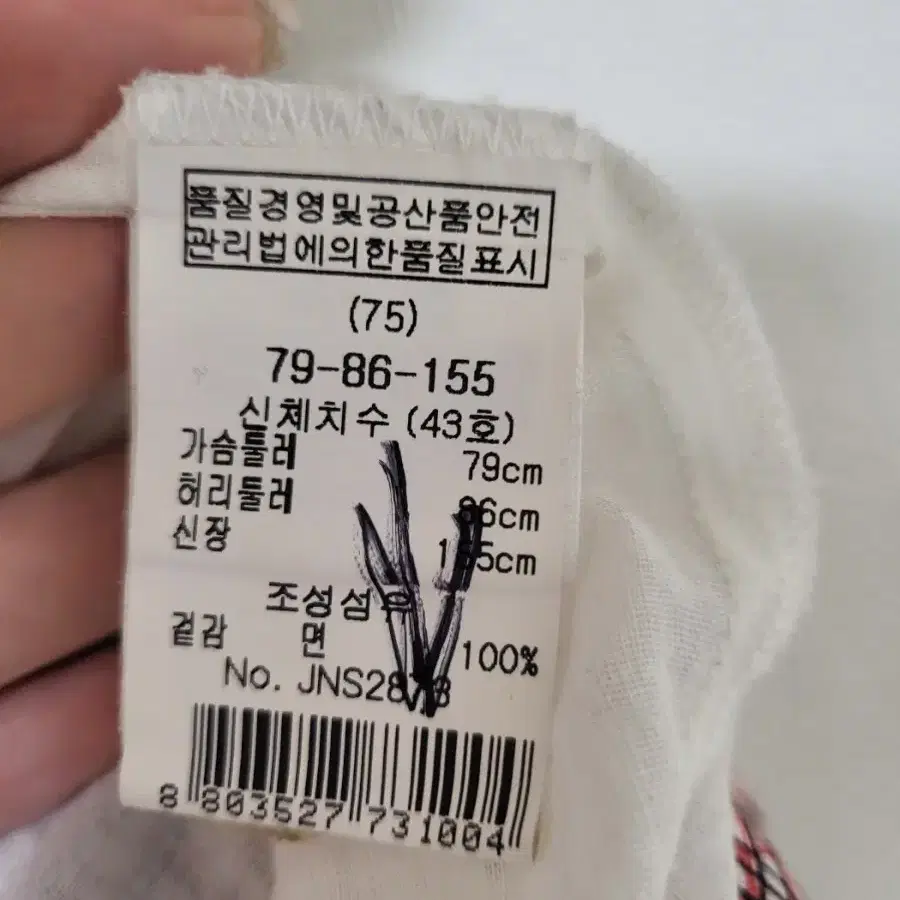 품질경영및공산품안전
관리법에의한품질표시
(75)
79-86-155
신체치수 (43호)
가슴둘레 79cm
허리둘레 86cm
신장 155cm
조성섬유
겉감 면 100%
No.
8 803527 731004